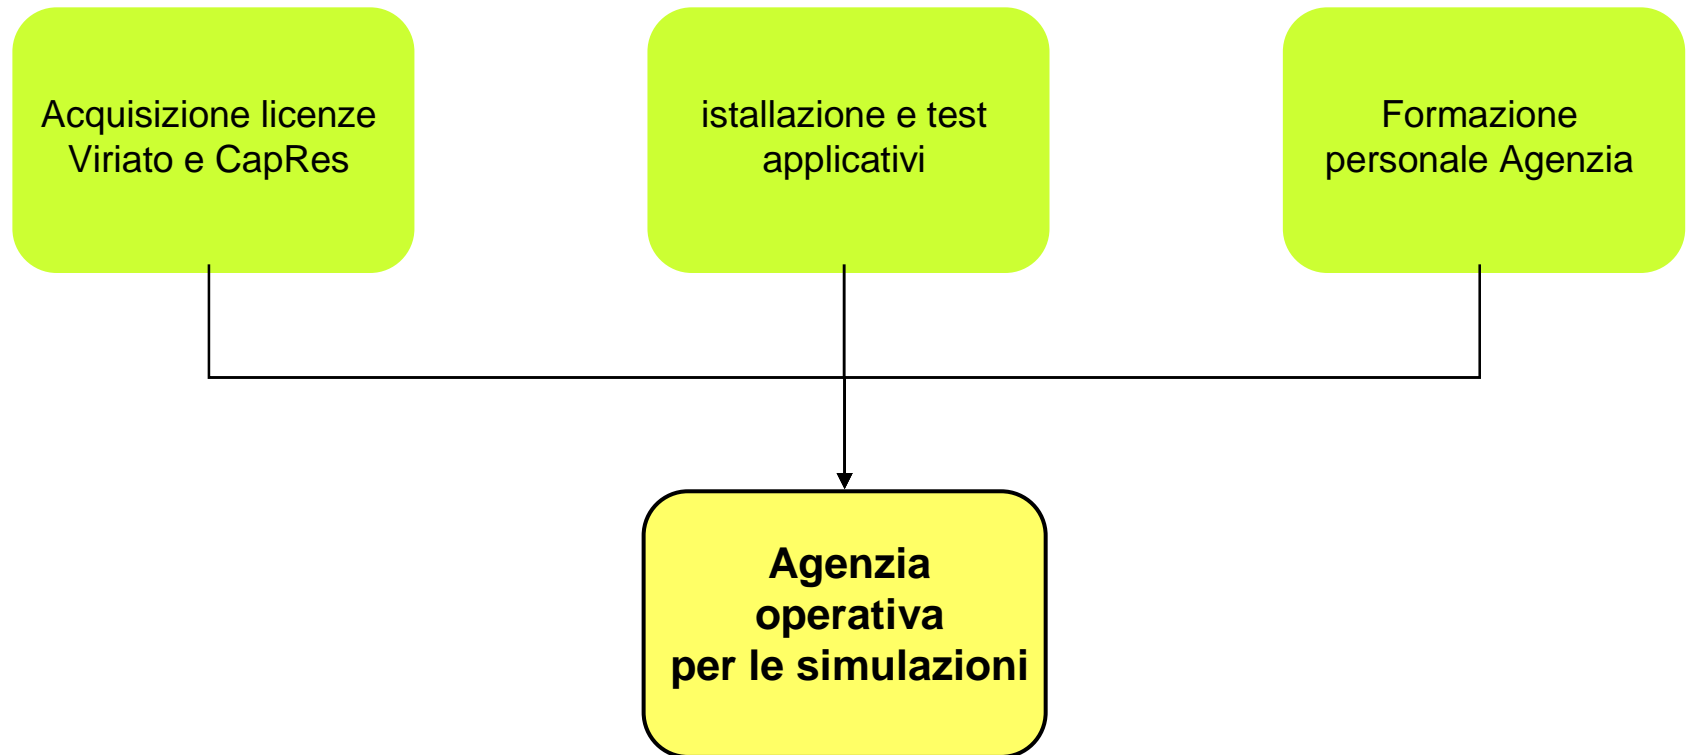 Acquisizione licenze
Viriato e CapRes
istallazione e test
applicativi
Formazione
personale Agenzia
Agenzia
operativa
per le simulazioni